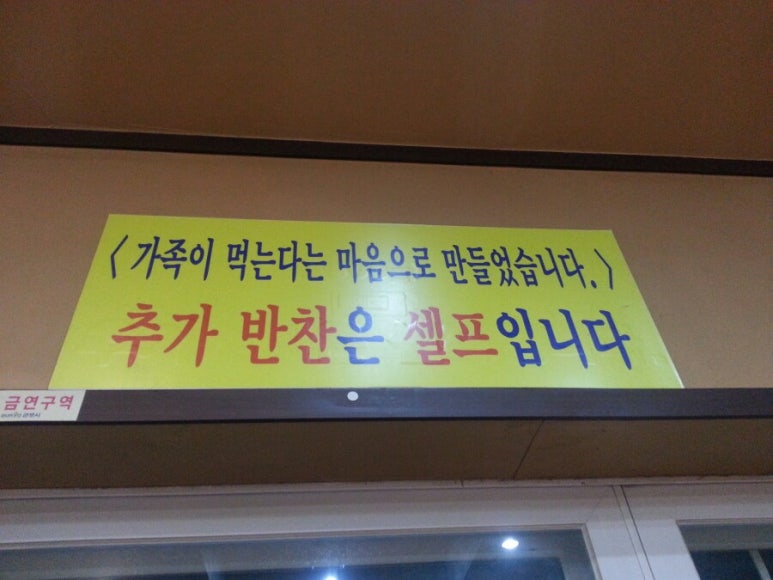 < 가족이 먹는다는 마음으로 만들었습니다. >
추가 반찬은 셀프입니다
금연구역